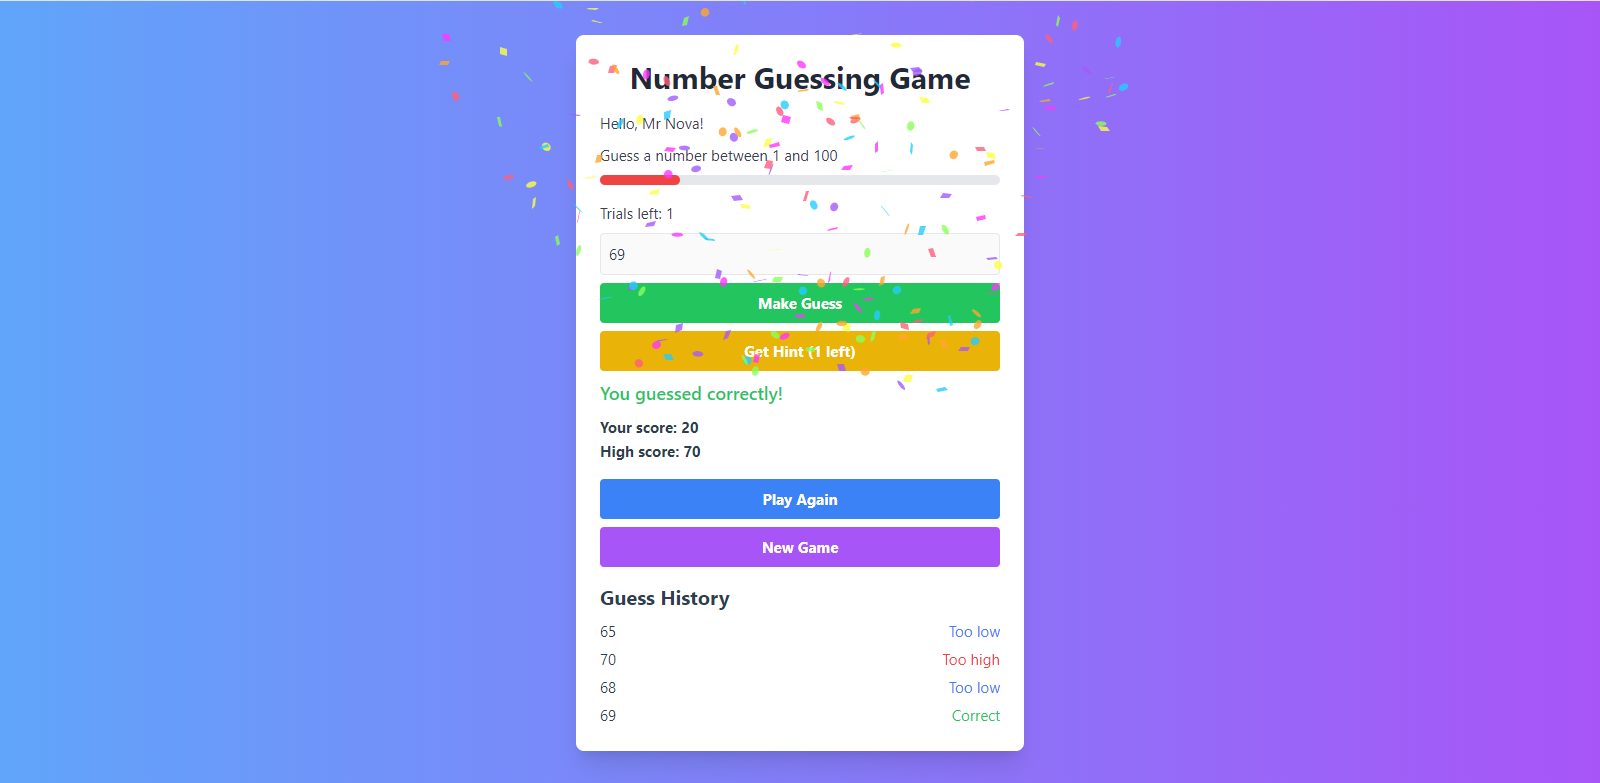 Number Guessing Game
Hello, Mr Nova!
Guess a number between 1 and 100
Trials left: 1
69
Make Guess
Get Hint (1 left)
You guessed correctly!
Your score: 20
High score: 70
Play Again
New Game
Guess History
65 Too low
70 Too high
68 Too low
69 Correct